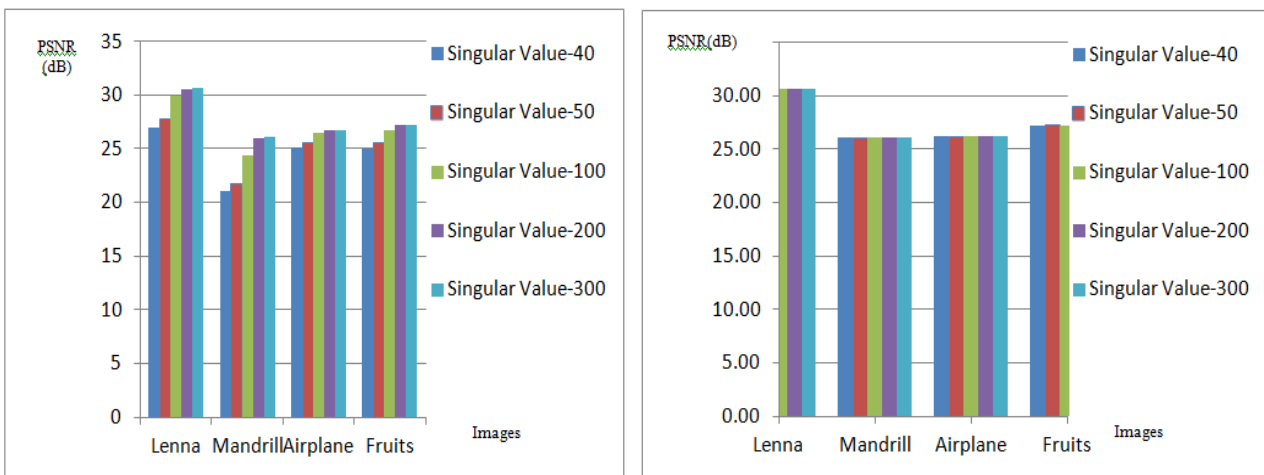 PSNR
(dB)
35
30
25
20
15
10
5
0
Lenna Mandrill Airplane Fruits
Images
Singular Value-40
Singular Value-50
Singular Value-100
Singular Value-200
Singular Value-300
PSNR(dB)
30.00
25.00
20.00
15.00
10.00
5.00
0.00
Lenna Mandrill Airplane Fruits
Images
Singular Value-40
Singular Value-50
Singular Value-100
Singular Value-200
Singular Value-300